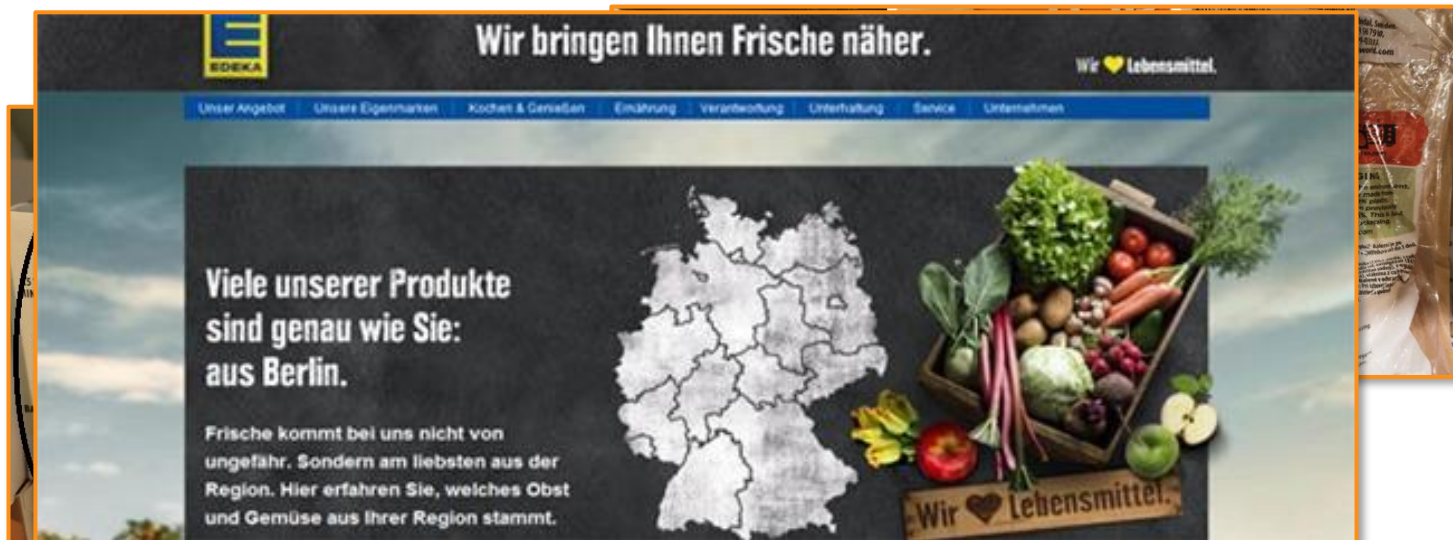 EDEKA
Wir bringen Ihnen Frische näher.
Wir Lebensmittel.
Unser Angebot
Unsere Eigenmarken
Kochen & Genießen
Ernährung
Verantwortung
Unterhaltung
Service
Unternehmen
Viele unserer Produkte
sind genau wie Sie:
aus Berlin.
Frische kommt bei uns nicht von
ungefähr. Sondern am liebsten aus der
Region. Hier erfahren Sie, welches Obst
und Gemüse aus Ihrer Region stammt.
Wir Lebensmittel.